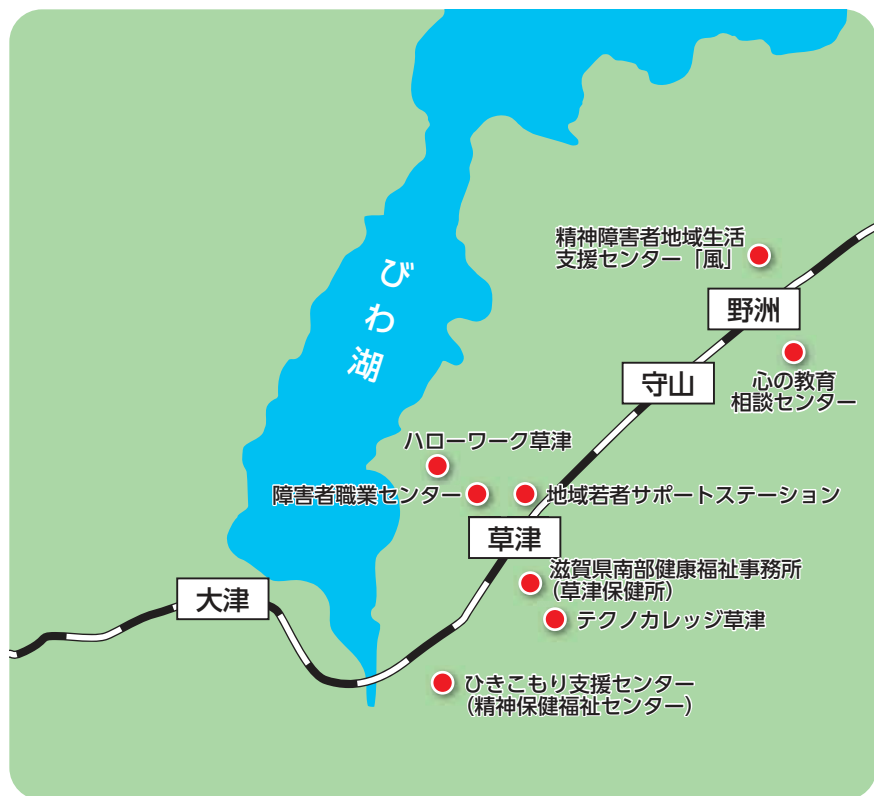 精神障害者地域生活
支援センター「風」
野洲
びわ湖
守山
心の教育
相談センター
ハローワーク草津
障害者職業センター
地域若者サポートステーション
草津
滋賀県南部健康福祉事務所
（草津保健所）
大津
テクノカレッジ草津
ひきこもり支援センター
（精神保健福祉センター）